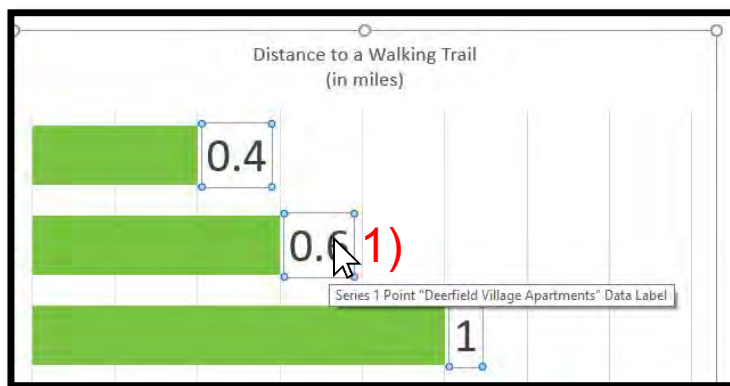 Distance to a Walking Trail
(in miles)
0.4
0.6 1)
Series 1 Point "Deerfield Village Apartments" Data Label
1